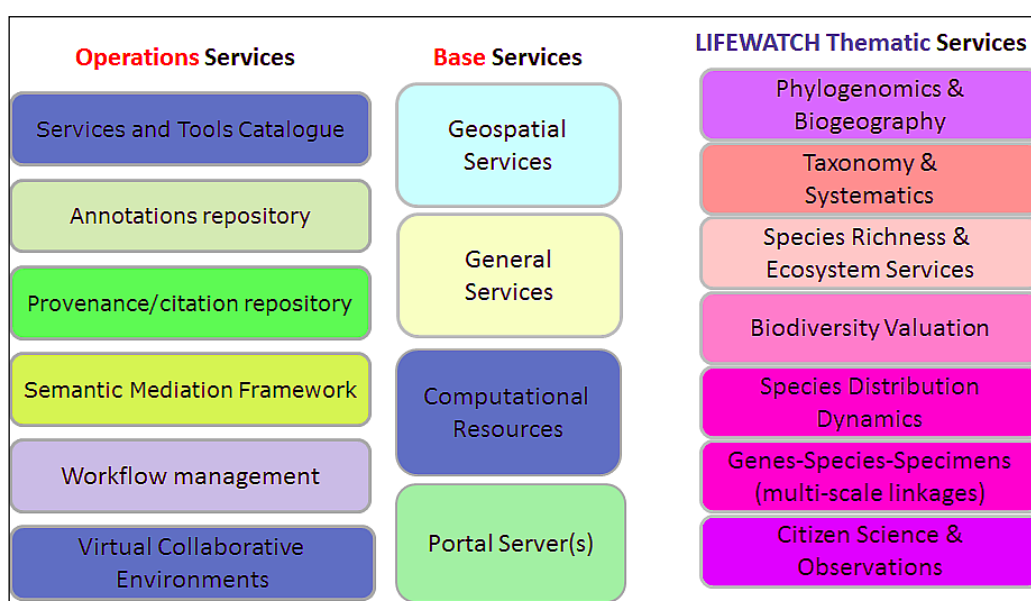 Operations Services
Services and Tools Catalogue
Annotations repository
Provenance/citation repository
Semantic Mediation Framework
Workflow management
Virtual Collaborative
Environments
Base Services
Geospatial
Services
General
Services
Computational
Resources
Portal Server(s)
LIFEWATCH Thematic Services
Phylogenomics &
Biogeography
Taxonomy &
Systematics
Species Richness &
Ecosystem Services
Biodiversity Valuation
Species Distribution
Dynamics
Genes-Species-Specimens
(multi-scale linkages)
Citizen Science &
Observations